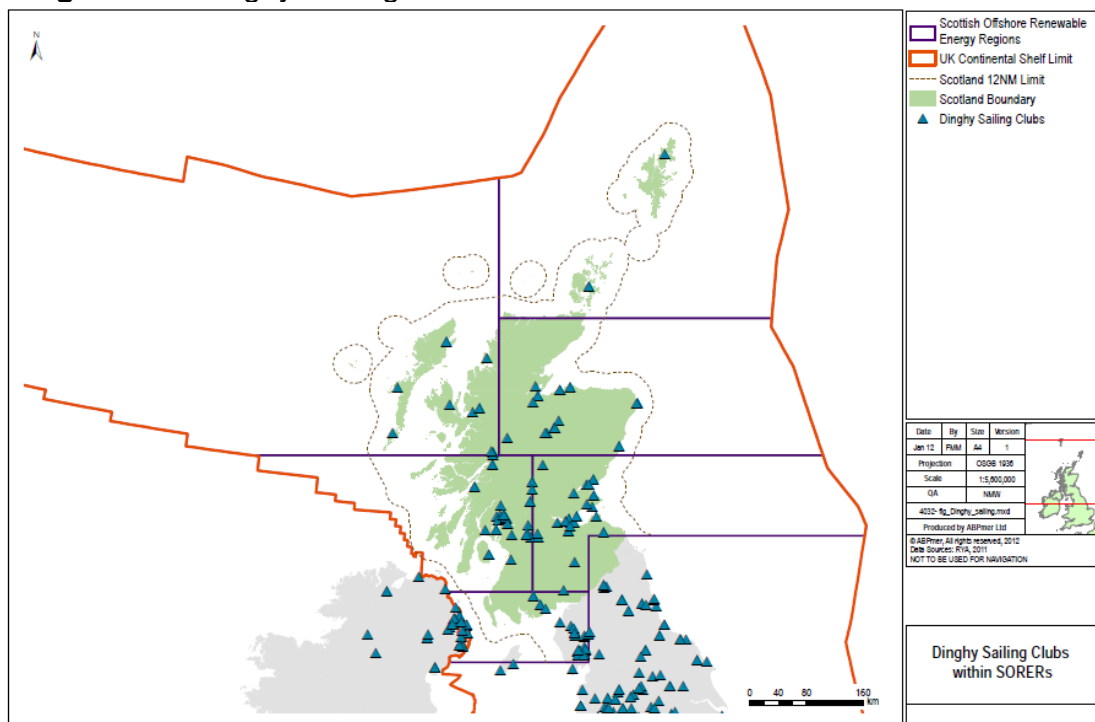 N
Scottish Offshore Renewable
Energy Regions
UK Continental Shelf Limit
Scotland 12NM Limit
Scotland Boundary
Dinghy Sailing Clubs
Date By Size Version
Jan 12 FMM A4 1
Projection OSGB 1936
Scale 1:5,600,000
QA NMW
4032- fig_Dinghy_sailing.mxd
Produced by ABPmer Ltd
© ABPmer, All rights reserved, 2012
Data Sources: RYA, 2011
NOT TO BE USED FOR NAVIGATION
Dinghy Sailing Clubs
within SORERs
0 40 80 160
km